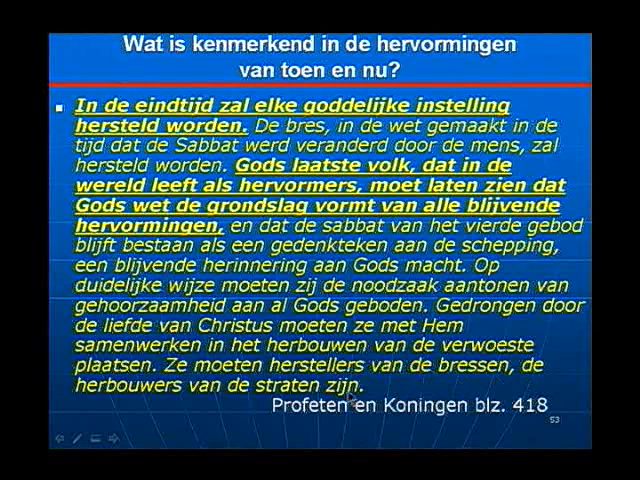 Wat is kenmerkend in de hervormingen
van toen en nu?
In de eindtijd zal elke goddelijke instelling
hersteld worden. De bres, in de wet gemaakt in de
tijd dat de Sabbat werd veranderd door de mens, zal
hersteld worden. Gods laatste volk, dat in de
wereld leeft als hervormers, moet laten zien dat
Gods wet de grondslag vormt van alle blijvende
hervormingen, en dat de sabbat van het vierde gebod
blijft bestaan als een gedenkteken aan de schepping,
een blijvende herinnering aan Gods macht. Op
duidelijke wijze moeten zij de noodzaak aantonen van
gehoorzaamheid aan al Gods geboden. Gedrongen door
de liefde van Christus moeten ze met Hem
samenwerken in het herbouwen van de verwoeste
plaatsen. Ze moeten herstellers van de bressen, de
herbouwers van de straten zijn.
Profeten en Koningen blz. 418
53